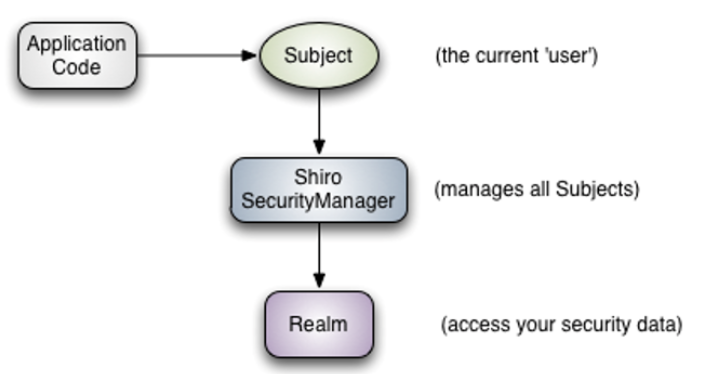 Application
Code
Subject
(the current 'user')
Shiro
SecurityManager
(manages all Subjects)
Realm
(access your security data)